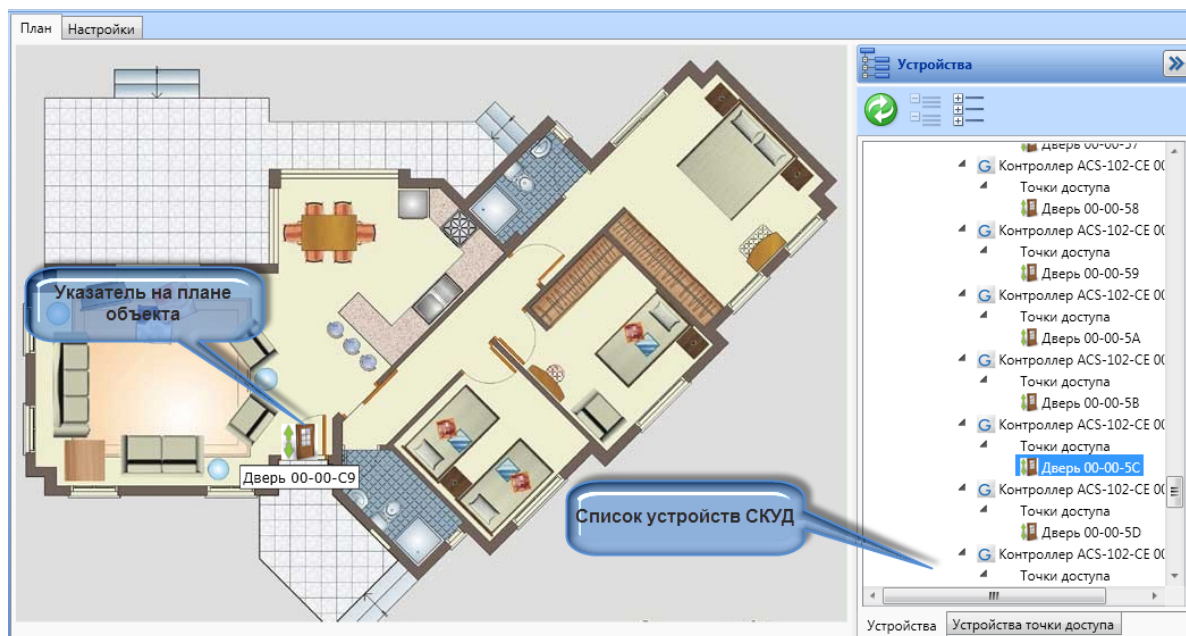 План
Настройки
Устройства
Дверь 00-00-57
Контроллер ACS-102-CE 00
Точки доступа
Дверь 00-00-58
Контроллер ACS-102-CE 00
Точки доступа
Дверь 00-00-59
Контроллер ACS-102-CE 00
Точки доступа
Дверь 00-00-5A
Контроллер ACS-102-CE 00
Точки доступа
Дверь 00-00-5B
Контроллер ACS-102-CE 00
Точки доступа
Дверь 00-00-5C
Контроллер ACS-102-CE 00
Точки доступа
Дверь 00-00-5D
Контроллер ACS-102-CE 00
Точки доступа
Устройства
Устройства точки доступа
Указатель на плане
объекта
Дверь 00-00-C9
Список устройств СКУД